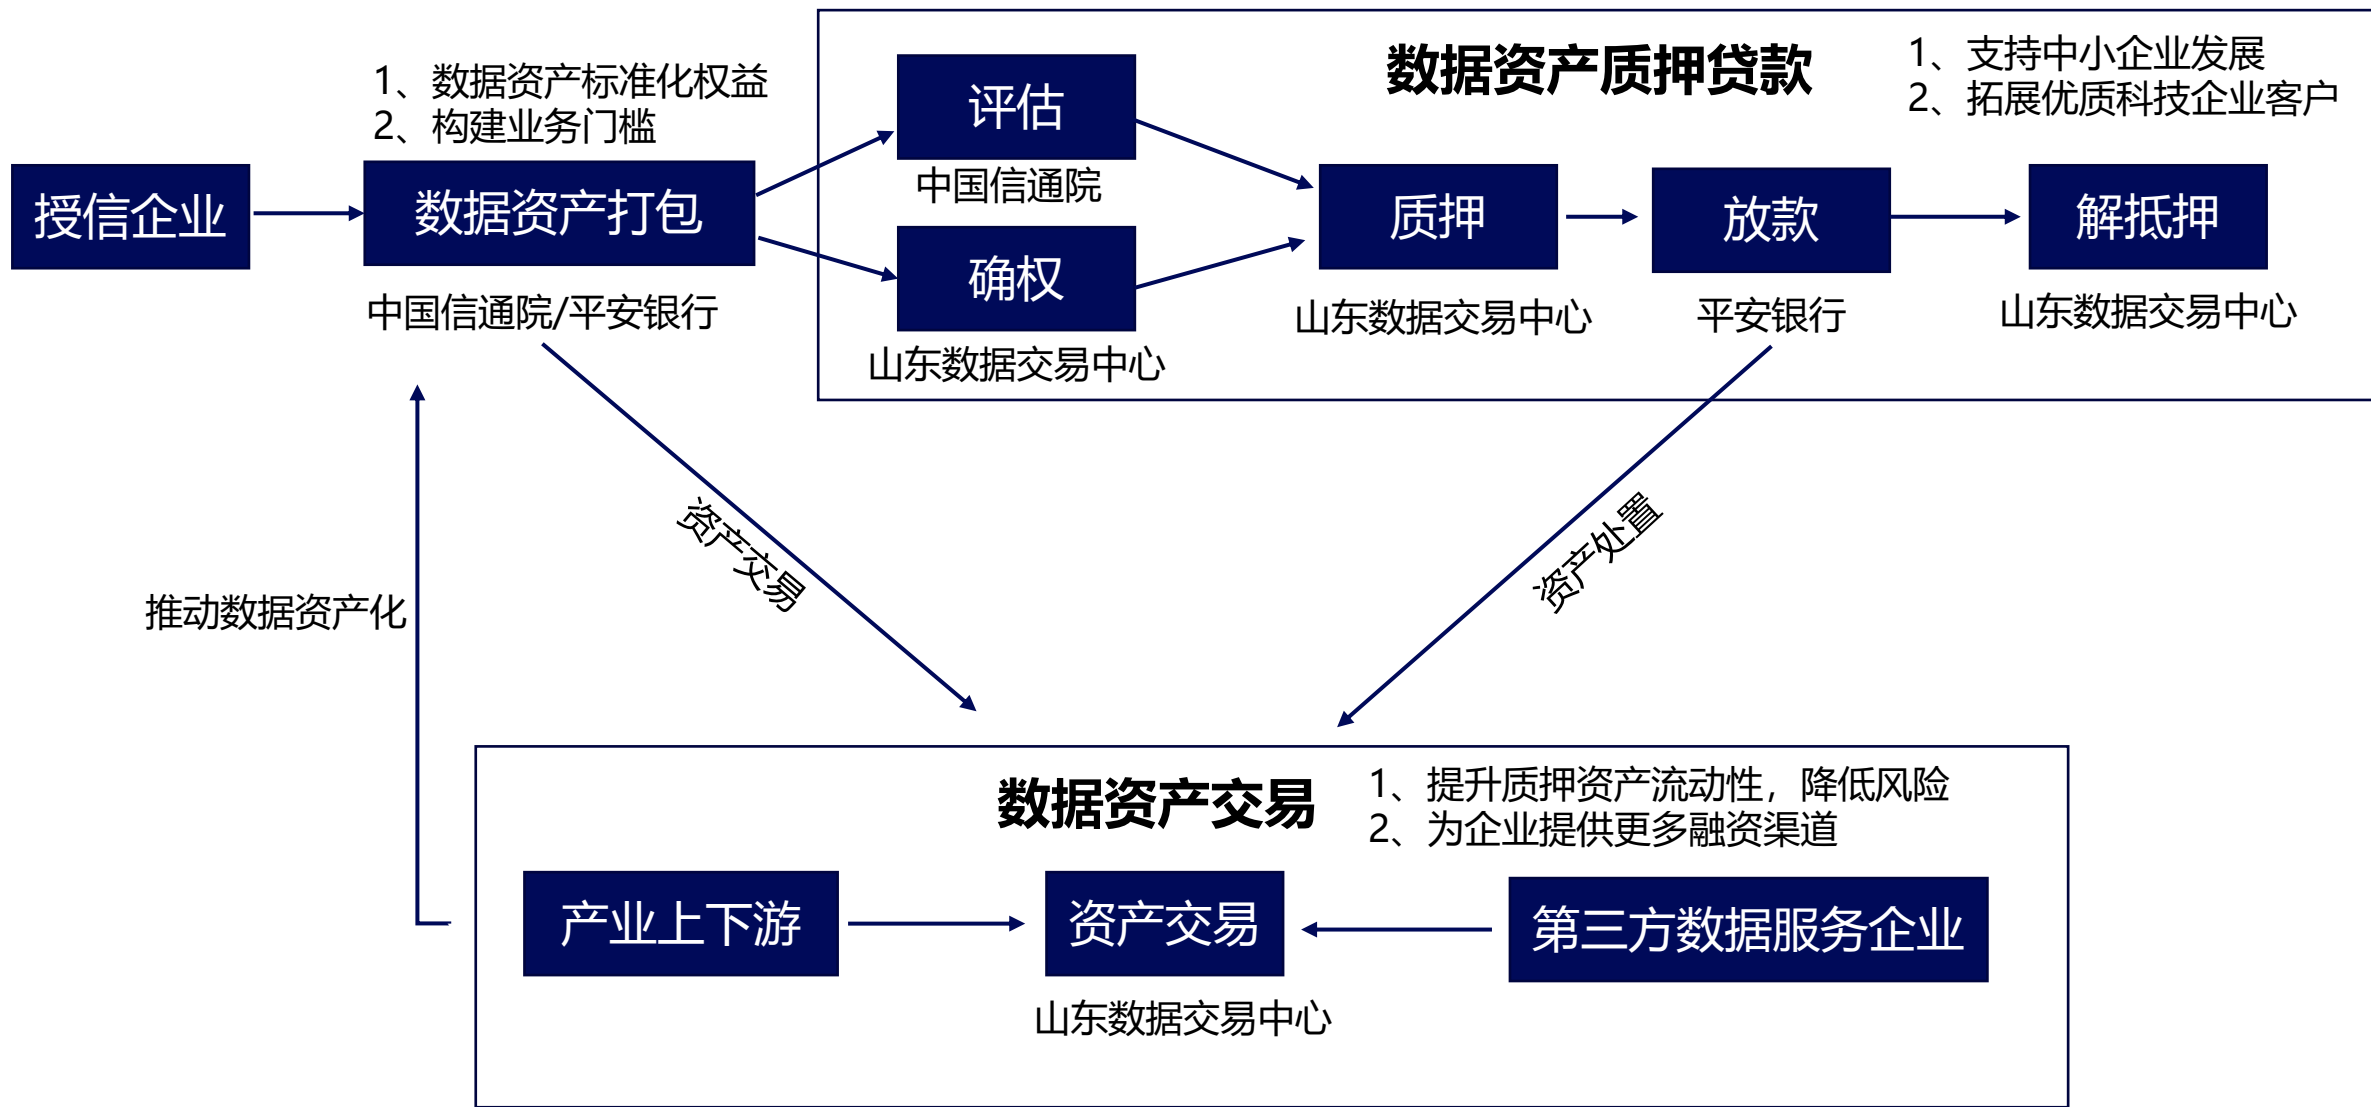 数据资产质押贷款
1、支持中小企业发展
2、拓展优质科技企业客户
1、数据资产标准化权益
2、构建业务门槛
授信企业
数据资产打包
中国信通院/平安银行
评估
中国信通院
确权
山东数据交易中心
质押
山东数据交易中心
放款
平安银行
解抵押
山东数据交易中心
资产交易
资产处置
推动数据资产化
数据资产交易
1、提升质押资产流动性，降低风险
2、为企业提供更多融资渠道
产业上下游
资产交易
山东数据交易中心
第三方数据服务企业